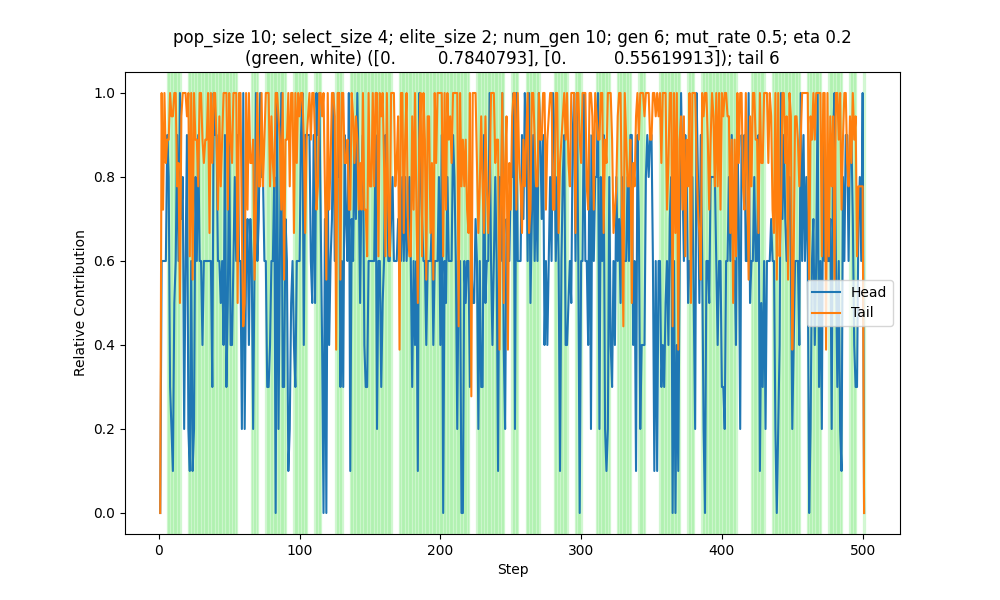 pop_size 10; select_size 4; elite_size 2; num_gen 10; gen 6; mut_rate 0.5; eta 0.2
(green, white) ([0. 0.7840793], [0. 0.55619913]); tail 6
1.0
0.8
0.6
0.4
0.2
0.0
Relative Contribution
Head
Tail
0 100 200 300 400 500
Step